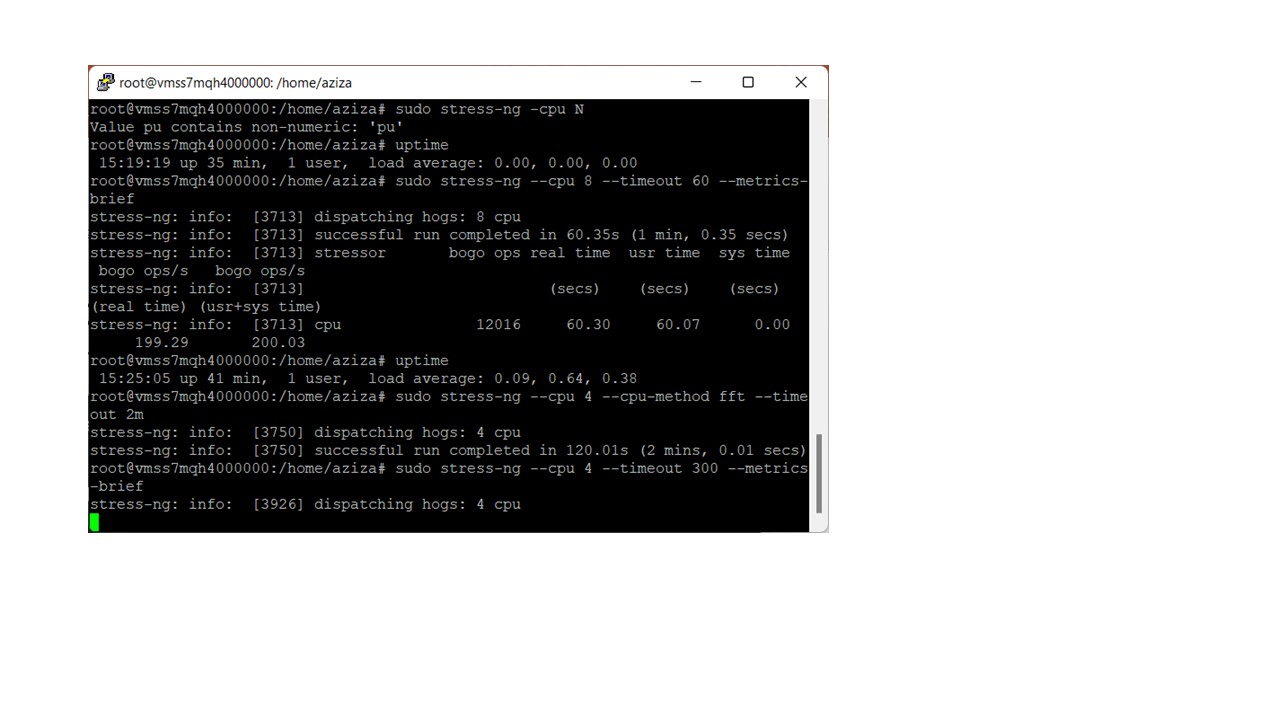 root@vmss7mqh4000000: /home/aziza
root@vmss7mqh4000000:/home/aziza# sudo stress-ng -cpu N
Value pu contains non-numeric: 'pu'
root@vmss7mqh4000000:/home/aziza# uptime
 15:19:19 up 35 min,  1 user,  load average: 0.00, 0.00, 0.00
root@vmss7mqh4000000:/home/aziza# sudo stress-ng --cpu 8 --timeout 60 --metrics-
brief
stress-ng: info:  [3713] dispatching hogs: 8 cpu
stress-ng: info:  [3713] successful run completed in 60.35s (1 min, 0.35 secs)
stress-ng: info:  [3713] stressor       bogo ops real time  usr time  sys time
 bogo ops/s   bogo ops/s
stress-ng: info:  [3713]                           (secs)    (secs)    (secs)
(real time) (usr+sys time)
stress-ng: info:  [3713] cpu               12016     60.30     60.07      0.00
     199.29       200.03
root@vmss7mqh4000000:/home/aziza# uptime
 15:25:05 up 41 min,  1 user,  load average: 0.09, 0.64, 0.38
root@vmss7mqh4000000:/home/aziza# sudo stress-ng --cpu 4 --cpu-method fft --time
out 2m
stress-ng: info:  [3750] dispatching hogs: 4 cpu
stress-ng: info:  [3750] successful run completed in 120.01s (2 mins, 0.01 secs)
root@vmss7mqh4000000:/home/aziza# sudo stress-ng --cpu 4 --timeout 300 --metrics
-brief
stress-ng: info:  [3926] dispatching hogs: 4 cpu